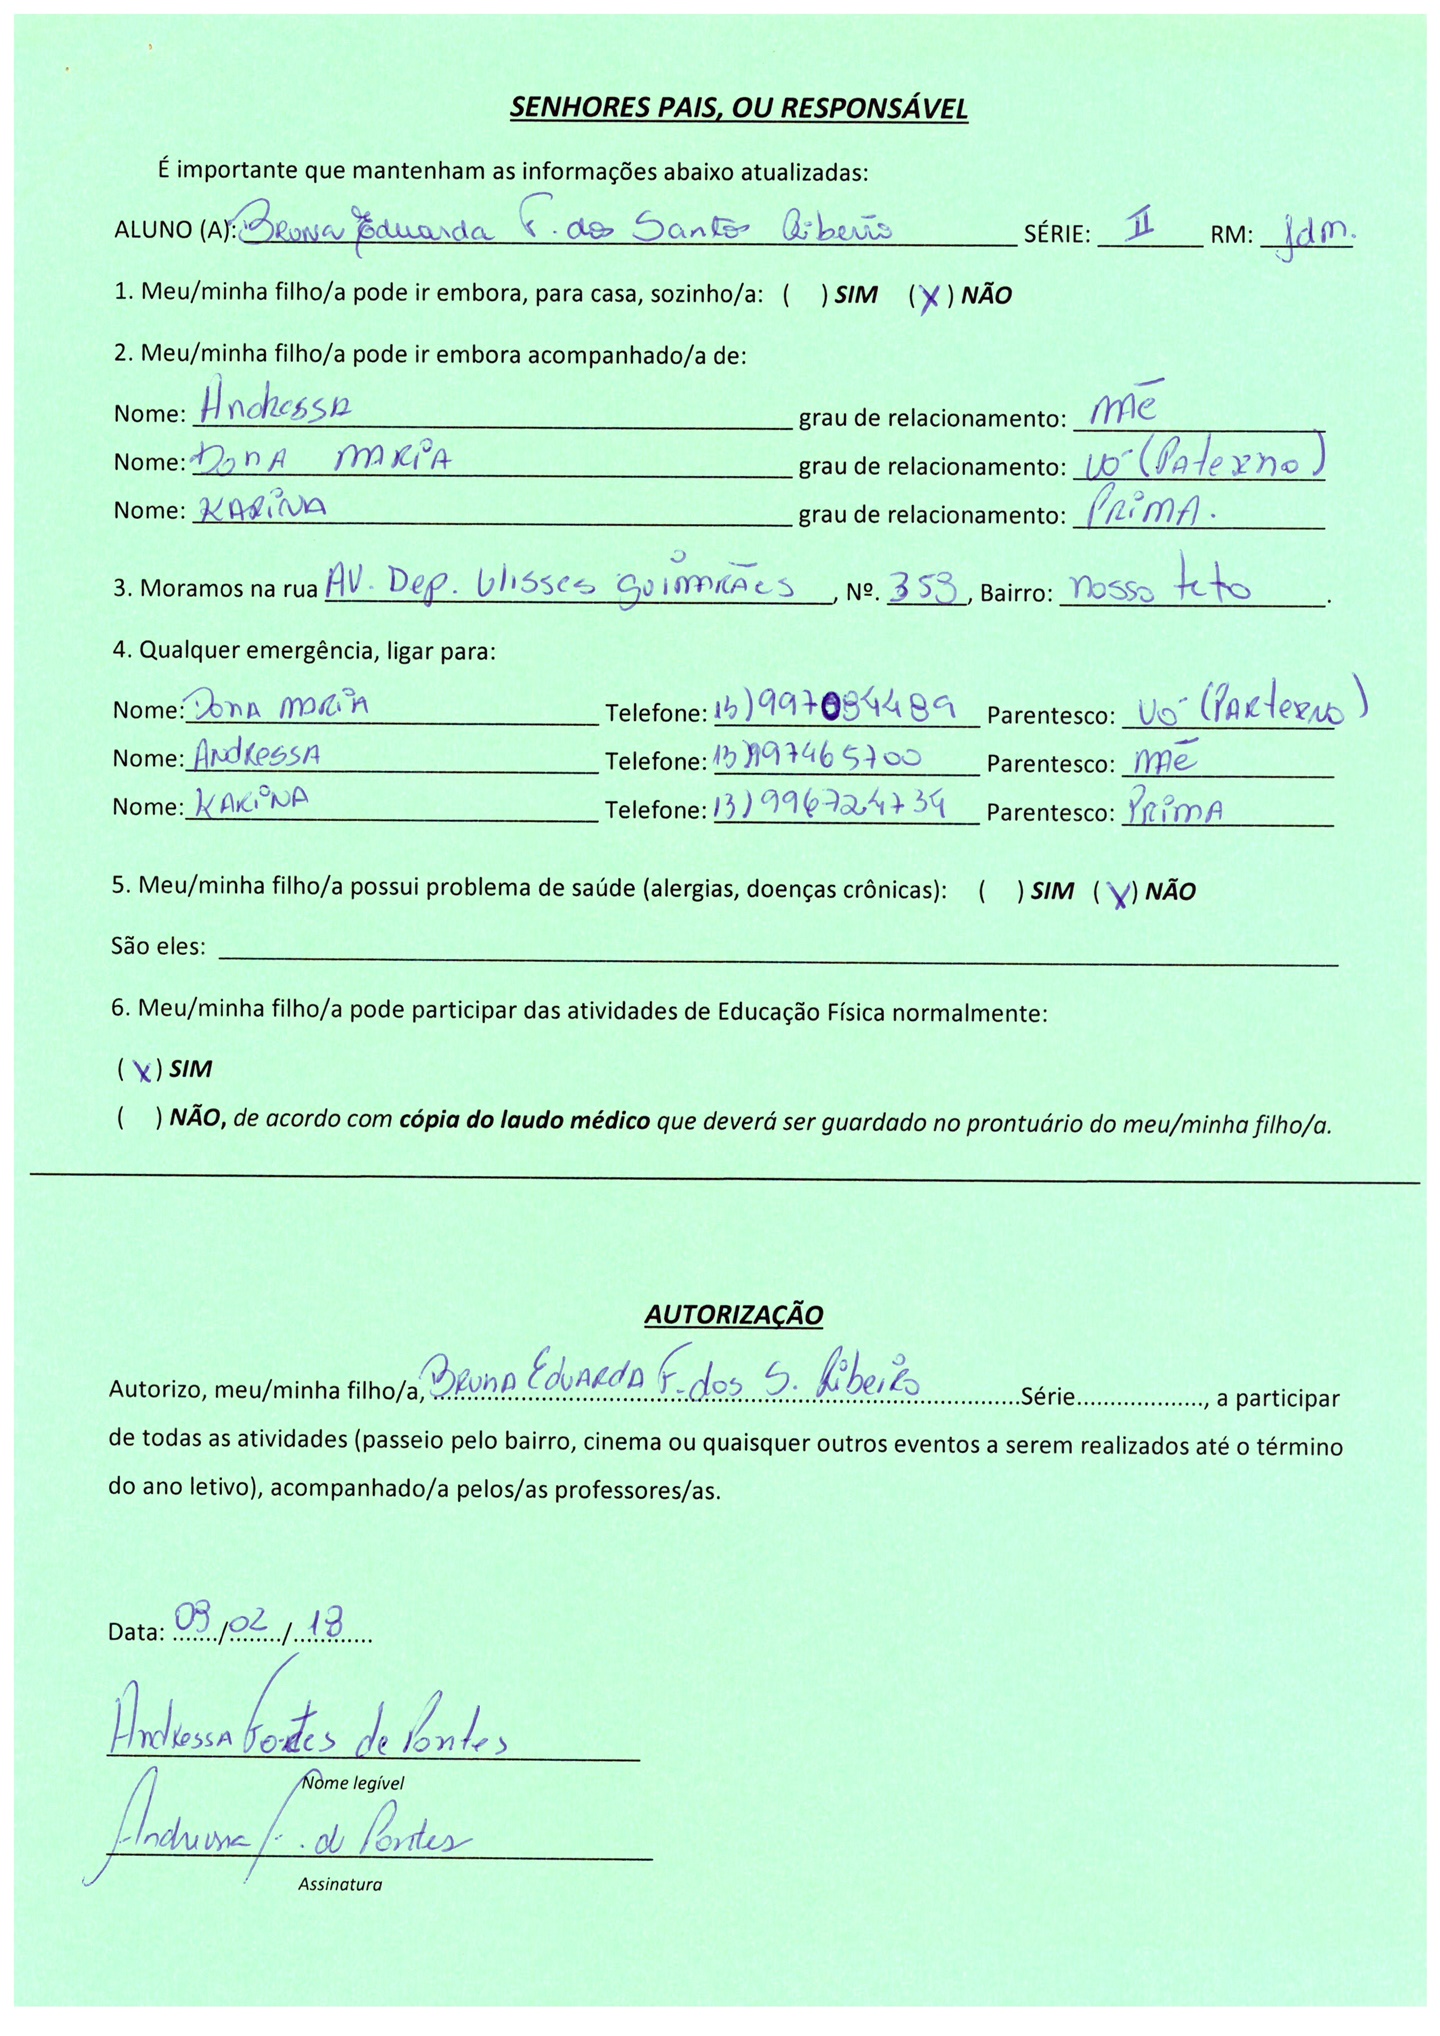 SENHORES PAIS, OU RESPONSÁVEL
É importante que mantenham as informações abaixo atualizadas:
ALUNO (A): Bruna Eduarda F. dos Santos Ribeiro SÉRIE: II RM: Jdm.
1. Meu/minha filho/a pode ir embora, para casa, sozinho/a: ( ) SIM (X) NÃO
2. Meu/minha filho/a pode ir embora acompanhado/a de:
Nome: Andressa grau de relacionamento: Mãe
Nome: Dona Maria grau de relacionamento: Vó (Paterno)
Nome: Karina grau de relacionamento: Prima.
3. Moramos na rua AV. Dep. Ulisses Guimarães, Nº. 353, Bairro: Nosso teto.
4. Qualquer emergência, ligar para:
Nome: Dona Maria Telefone: 13)997084489 Parentesco: Vó (Parterno)
Nome: Andressa Telefone: 13)997465700 Parentesco: Mãe
Nome: Karina Telefone: 13)996724734 Parentesco: Prima
5. Meu/minha filho/a possui problema de saúde (alergias, doenças crônicas): ( ) SIM (X) NÃO
São eles:
6. Meu/minha filho/a pode participar das atividades de Educação Física normalmente:
(X) SIM
( ) NÃO, de acordo com cópia do laudo médico que deverá ser guardado no prontuário do meu/minha filho/a.
AUTORIZAÇÃO
Autorizo, meu/minha filho/a, Bruna Eduarda F. dos S. Ribeiro Série..................., a participar
de todas as atividades (passeio pelo bairro, cinema ou quaisquer outros eventos a serem realizados até o término
do ano letivo), acompanhado/a pelos/as professores/as.
Data: 09/02/18
Andressa Fortes de Pontes
Nome legível
Andressa F. de Pontes
Assinatura